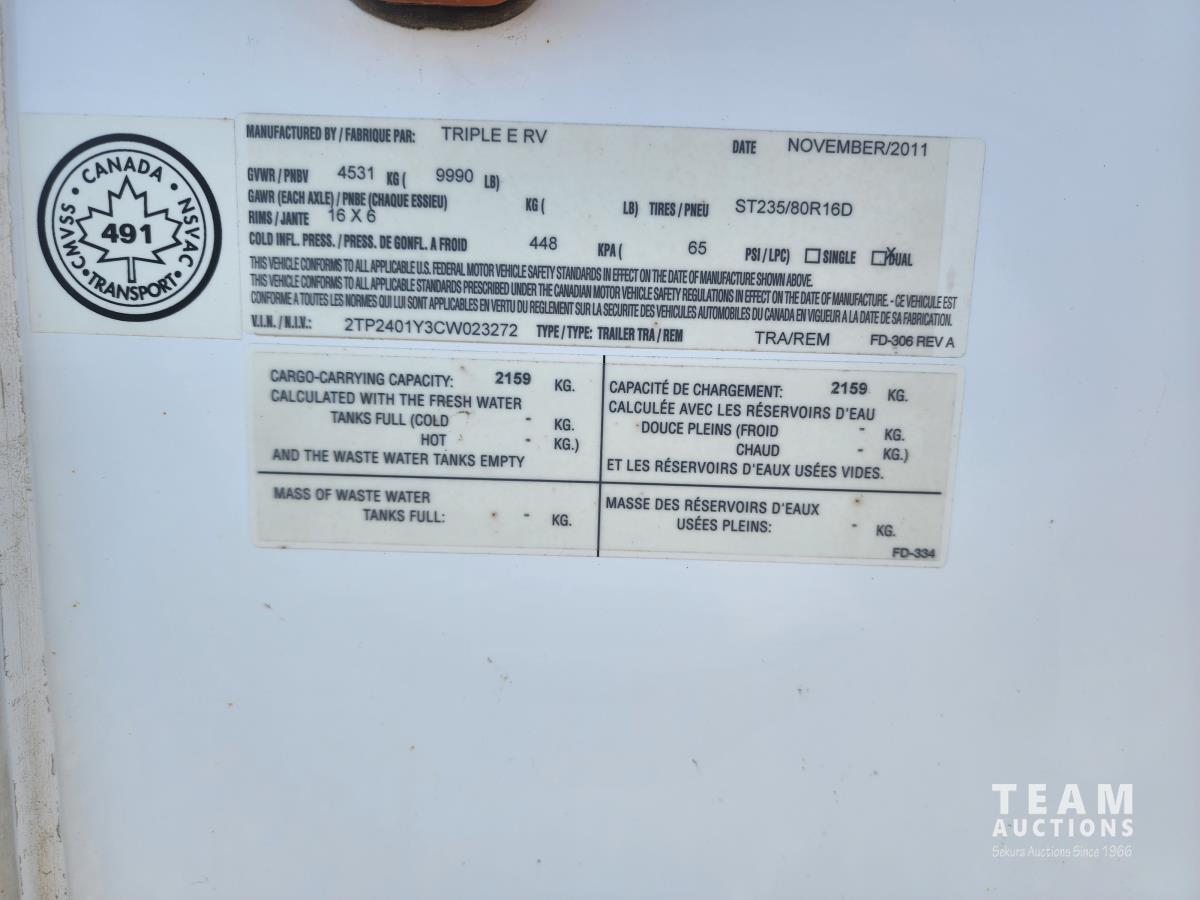 CANADA
CMVSS
NSVAC
491
TRANSPORT
MANUFACTURED BY / FABRIQUE PAR: TRIPLE E RV DATE NOVEMBER/2011
GVWR / PNBV 4531 KG ( 9990 LB)
GAWR (EACH AXLE) / PNBE (CHAQUE ESSIEU) KG ( LB) TIRES / PNEU ST235/80R16D
RIMS / JANTE 16 X 6
COLD INFL. PRESS. / PRESS. DE GONFL. A FROID 448 KPA ( 65 PSI / LPC) SINGLE DUAL
THIS VEHICLE CONFORMS TO ALL APPLICABLE U.S. FEDERAL MOTOR VEHICLE SAFETY STANDARDS IN EFFECT ON THE DATE OF MANUFACTURE SHOWN ABOVE.
THIS VEHICLE CONFORMS TO ALL APPLICABLE STANDARDS PRESCRIBED UNDER THE CANADIAN MOTOR VEHICLE SAFETY REGULATIONS IN EFFECT ON THE DATE OF MANUFACTURE. - CE VEHICULE EST
CONFORME A TOUTES LES NORMES QUI LUI SONT APPLICABLES EN VERTU DU REGLEMENT SUR LA SECURITE DES VEHICULES AUTOMOBILES DU CANADA EN VIGUEUR A LA DATE DE SA FABRICATION.
V.I.N. / N.I.V.: 2TP2401Y3CW023272 TYPE / TYPE: TRAILER TRA / REM TRA/REM FD-306 REV A
CARGO-CARRYING CAPACITY: 2159 KG.
CALCULATED WITH THE FRESH WATER
TANKS FULL (COLD - KG.
HOT - KG.)
AND THE WASTE WATER TANKS EMPTY
MASS OF WASTE WATER
TANKS FULL: - KG.
CAPACITÉ DE CHARGEMENT: 2159 KG.
CALCULÉE AVEC LES RÉSERVOIRS D'EAU
DOUCE PLEINS (FROID - KG.
CHAUD - KG.)
ET LES RÉSERVOIRS D'EAUX USÉES VIDES.
MASSE DES RÉSERVOIRS D'EAUX
USÉES PLEINS: - KG.
FD-334
TEAM
AUCTIONS
Sekura Auctions Since 1966